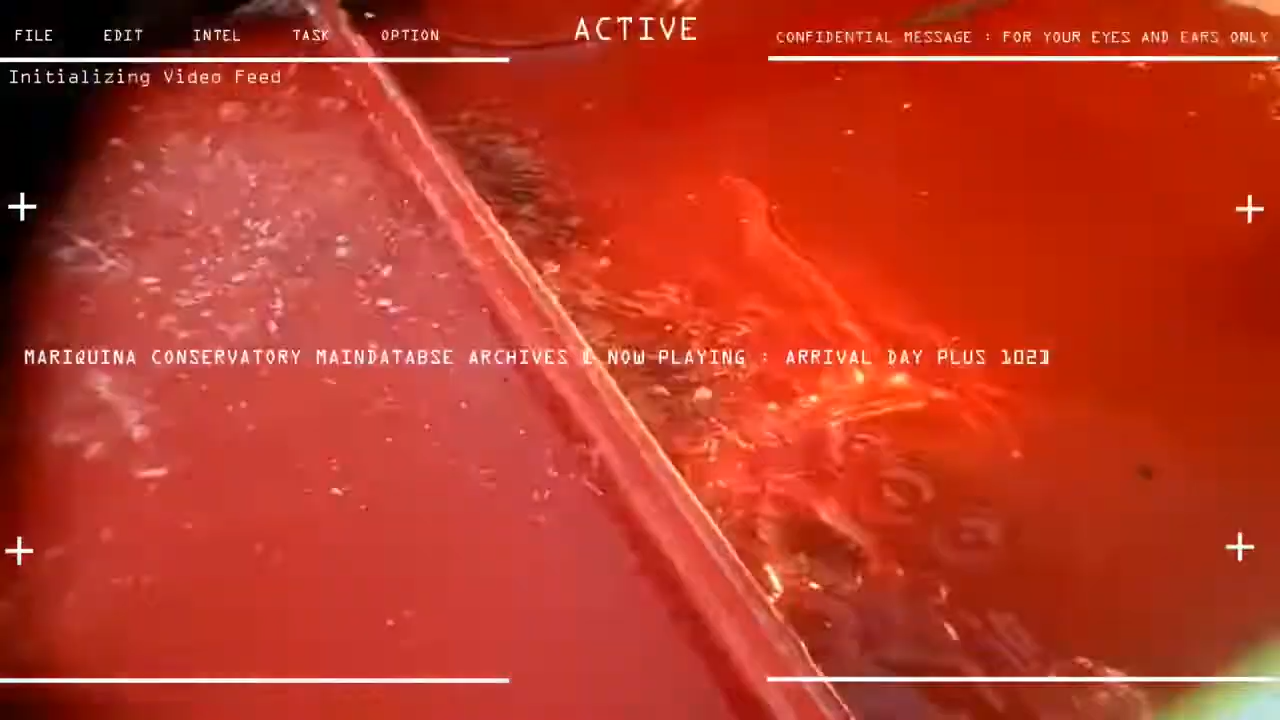 FILE EDIT INTEL TASK OPTION
ACTIVE
CONFIDENTIAL MESSAGE : FOR YOUR EYES AND EARS ONLY
Initializing Video Feed
MARIQUINA CONSERVATORY MAINDATABSE ARCHIVES NOW PLAYING : ARRIVAL DAY PLUS 1023